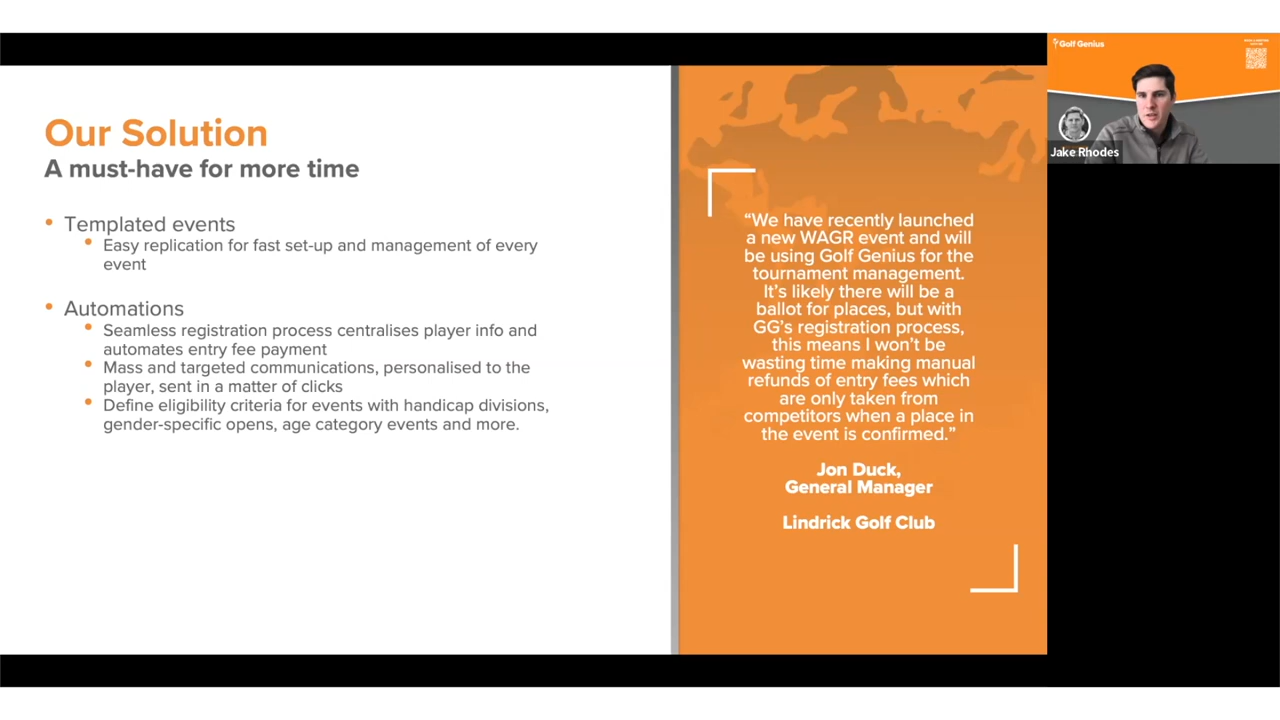 Our Solution
A must-have for more time
• Templated events
• Easy replication for fast set-up and management of every
event
• Automations
• Seamless registration process centralises player info and
automates entry fee payment
• Mass and targeted communications, personalised to the
player, sent in a matter of clicks
• Define eligibility criteria for events with handicap divisions,
gender-specific opens, age category events and more.
“We have recently launched
a new WAGR event and will
be using Golf Genius for the
tournament management.
It’s likely there will be a
ballot for places, but with
GG’s registration process,
this means I won’t be
wasting time making manual
refunds of entry fees which
are only taken from
competitors when a place in
the event is confirmed.”
Jon Duck,
General Manager
Lindrick Golf Club
Golf Genius
Jake Rhodes